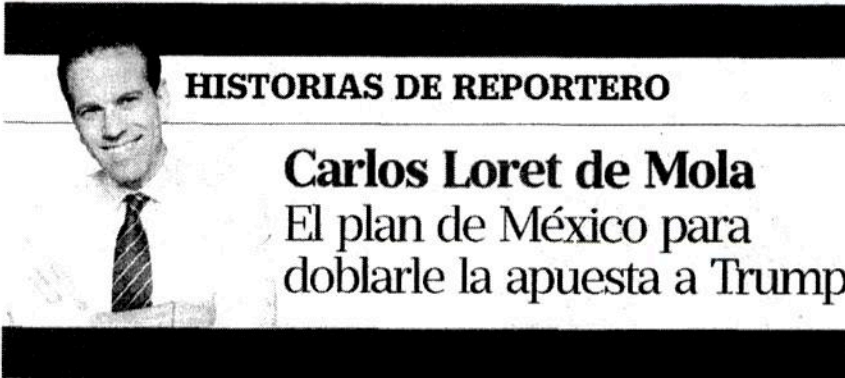 HISTORIAS DE REPORTERO
Carlos Loret de Mola
El plan de México para
doblarle la apuesta a Trump